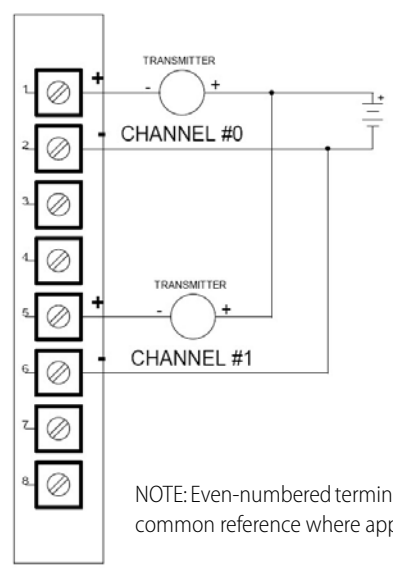 TRANSMITTER
1 + - +
+
2 - CHANNEL #0
3
4
TRANSMITTER
5 + - +
6 - CHANNEL #1
7
8
NOTE: Even-numbered
common reference where